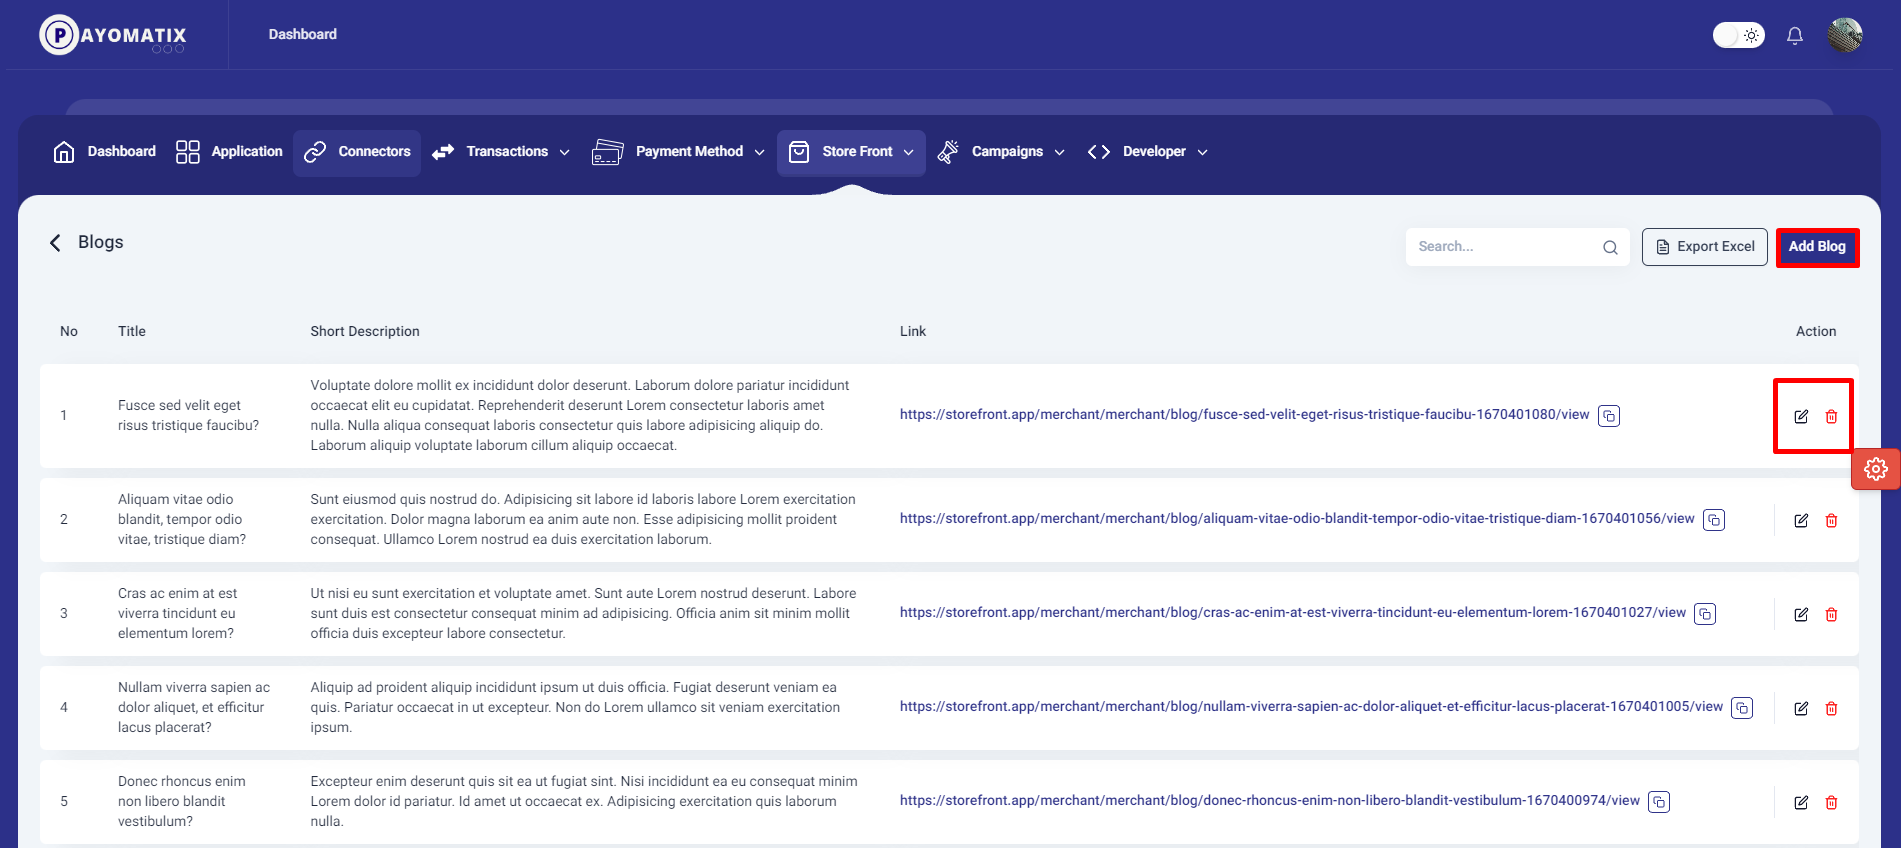 PAYOMATIX
Dashboard
Dashboard
Application
Connectors
Transactions
Payment Method
Store Front
Campaigns
Developer
Blogs
Search...
Export Excel
Add Blog
No
Title
Short Description
Link
Action
1
Fusce sed velit eget
risus tristique faucibu?
Voluptate dolore mollit ex incididunt dolor deserunt. Laborum dolore pariatur incididunt
occaecat elit eu cupidatat. Reprehenderit deserunt Lorem consectetur laboris amet
nulla. Nulla aliqua consequat laboris consectetur quis labore adipisicing aliquip do.
Laborum aliquip voluptate laborum cillum aliquip occaecat.
https://storefront.app/merchant/merchant/blog/fusce-sed-velit-eget-risus-tristique-faucibu-1670401080/view
2
Aliquam vitae odio
blandit, tempor odio
vitae, tristique diam?
Sunt eiusmod quis nostrud do. Adipisicing sit labore id laboris labore Lorem exercitation
exercitation. Dolor magna laborum ea anim aute non. Esse adipisicing mollit proident
consequat. Ullamco Lorem nostrud ea duis exercitation laborum.
https://storefront.app/merchant/merchant/blog/aliquam-vitae-odio-blandit-tempor-odio-vitae-tristique-diam-1670401056/view
3
Cras ac enim at est
viverra tincidunt eu
elementum lorem?
Ut nisi eu sunt exercitation et voluptate amet. Sunt aute Lorem nostrud deserunt. Labore
sunt duis est consectetur consequat minim ad adipisicing. Officia anim sit minim mollit
officia duis excepteur labore consectetur.
https://storefront.app/merchant/merchant/blog/cras-ac-enim-at-est-viverra-tincidunt-eu-elementum-lorem-1670401027/view
4
Nullam viverra sapien ac
dolor aliquet, et efficitur
lacus placerat?
Aliquip ad proident aliquip incididunt ipsum ut duis officia. Fugiat deserunt veniam ea
quis. Pariatur occaecat in ut excepteur. Non do Lorem ullamco sit veniam exercitation
ipsum.
https://storefront.app/merchant/merchant/blog/nullam-viverra-sapien-ac-dolor-aliquet-et-efficitur-lacus-placerat-1670401005/view
5
Donec rhoncus enim
non libero blandit
vestibulum?
Excepteur enim deserunt quis sit ea ut fugiat sint. Nisi incididunt ea eu consequat minim
Lorem dolor id pariatur. Id amet ut occaecat ex. Adipisicing exercitation quis laborum
nulla.
https://storefront.app/merchant/merchant/blog/donec-rhoncus-enim-non-libero-blandit-vestibulum-1670400974/view